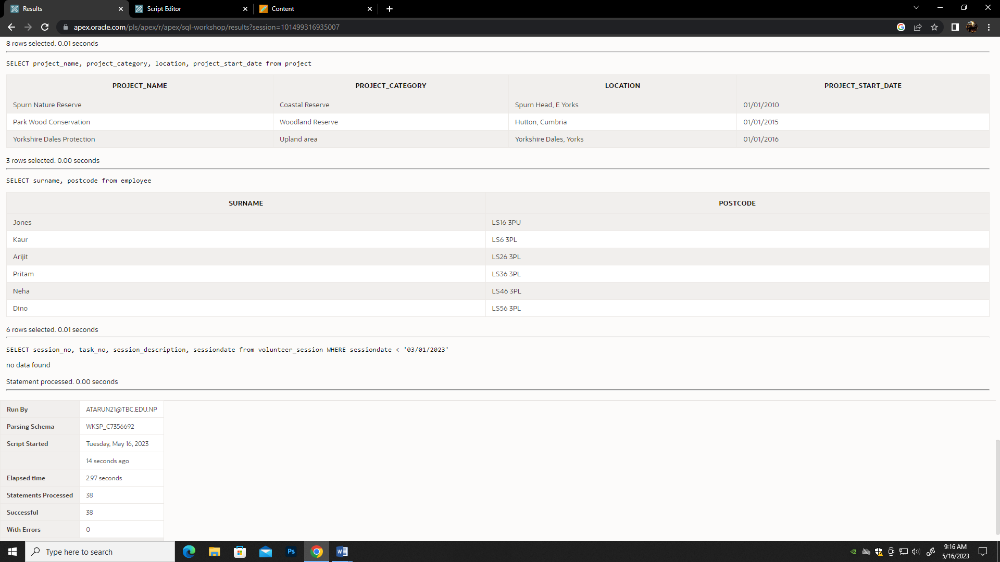 Results
Script Editor
Content
apex.oracle.com/pls/apex/r/apex/sql-workshop/results?session=101499316935007
8 rows selected. 0.01 seconds
SELECT project_name, project_category, location, project_start_date from project
PROJECT_NAME PROJECT_CATEGORY LOCATION PROJECT_START_DATE
Spurn Nature Reserve Coastal Reserve Spurn Head, E Yorks 01/01/2010
Park Wood Conservation Woodland Reserve Hutton, Cumbria 01/01/2015
Yorkshire Dales Protection Upland area Yorkshire Dales, Yorks 01/01/2016
3 rows selected. 0.00 seconds
SELECT surname, postcode from employee
SURNAME POSTCODE
Jones LS16 3PU
Kaur LS6 3PL
Arijit LS26 3PL
Pritam LS36 3PL
Neha LS46 3PL
Dino LS56 3PL
6 rows selected. 0.01 seconds
SELECT session_no, task_no, session_description, sessiondate from volunteer_session WHERE sessiondate < '03/01/2023'
no data found
Statement processed. 0.00 seconds
Run By ATARUN21@TBC.EDU.NP
Parsing Schema WKSP_C7356692
Script Started Tuesday, May 16, 2023
14 seconds ago
Elapsed time 2.97 seconds
Statements Processed 38
Successful 38
With Errors 0
Type here to search
Ps
W
9:16 AM
5/16/2023